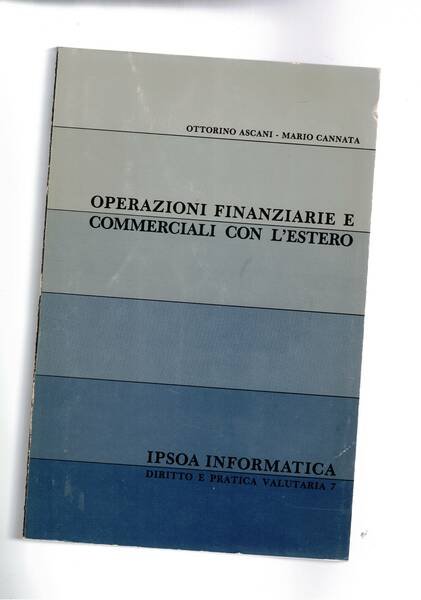 OTTORINO ASCANI - MARIO CANNATA
OPERAZIONI FINANZIARIE E
COMMERCIALI CON L'ESTERO
IPSOA INFORMATICA
DIRITTO E PRATICA VALUTARIA 7